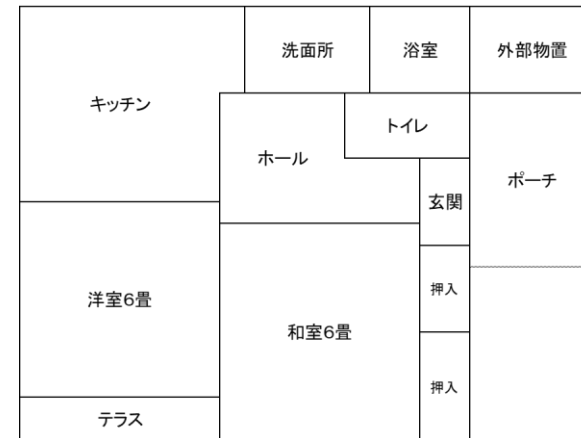 洗面所
浴室
外部物置
キッチン
トイレ
ホール
ポーチ
玄関
洋室6畳
押入
和室6畳
押入
テラス